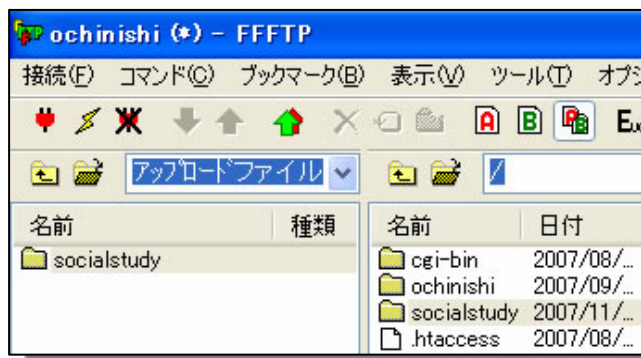 ochinishi (*) - FFFTP
接続(F) コマンド(C) ブックマーク(B) 表示(V) ツール(T) オプシ
A B A B Eu
アップロードファイル /
名前 種類 名前 日付
socialstudy
cgi-bin 2007/08/...
ochinishi 2007/09/...
socialstudy 2007/11/...
.htaccess 2007/08/...